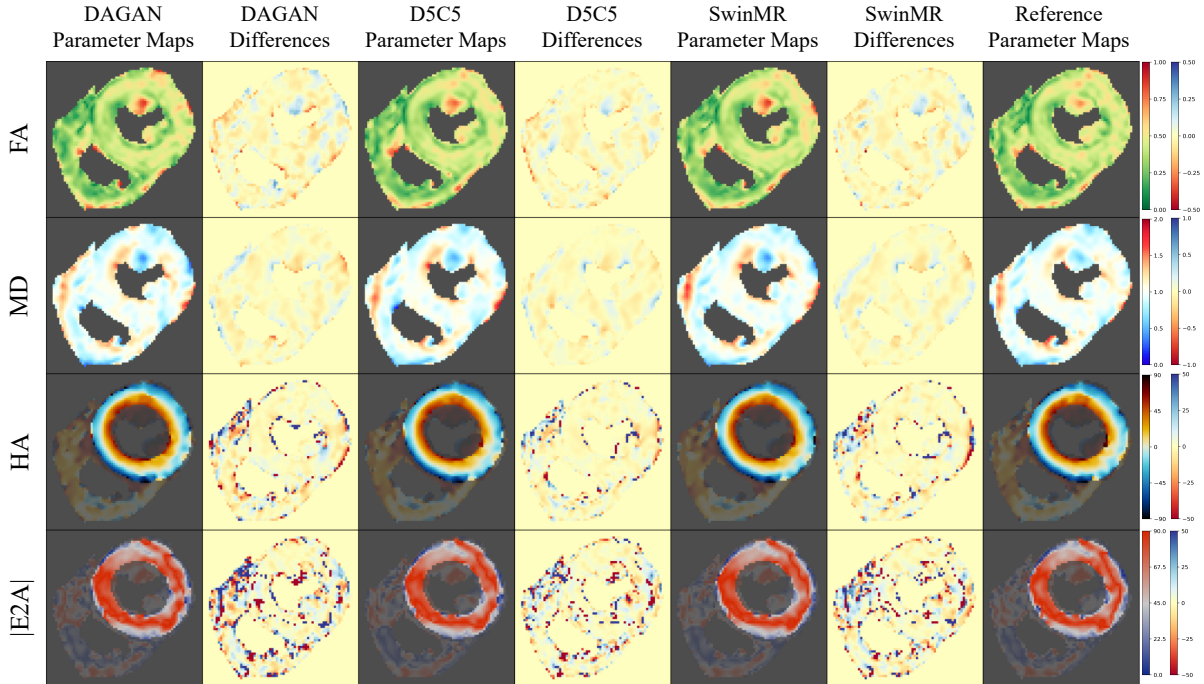 DAGAN
Parameter Maps
DAGAN
Differences
D5C5
Parameter Maps
D5C5
Differences
SwinMR
Parameter Maps
SwinMR
Differences
Reference
Parameter Maps
FA
1.00
0.75
0.50
0.25
0.00
0.50
0.25
0.00
−0.25
−0.50
MD
2.0
1.5
1.0
0.5
0.0
1.0
0.5
0.0
−0.5
−1.0
HA
90
45
0
−45
−90
50
25
0
−25
−50
|E2A|
90.0
67.5
45.0
22.5
0.0
50
25
0
−25
−50